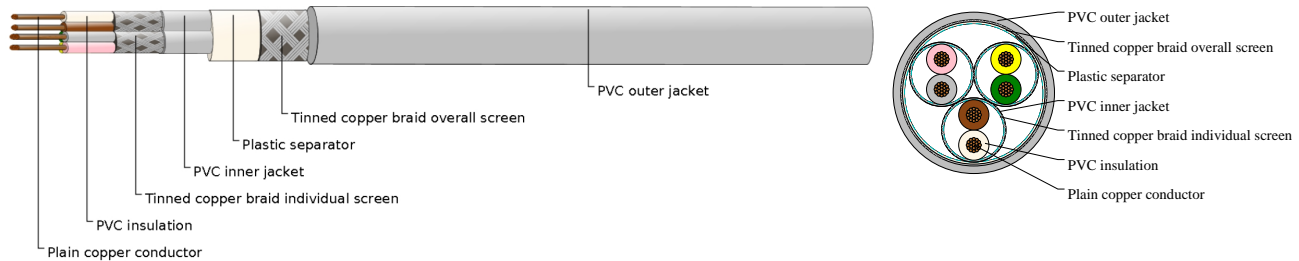 PVC outer jacket
Tinned copper braid overall screen
Plastic separator
PVC inner jacket
Tinned copper braid individual screen
PVC insulation
Plain copper conductor
PVC outer jacket
Tinned copper braid overall screen
Plastic separator
PVC inner jacket
Tinned copper braid individual screen
PVC insulation
Plain copper conductor